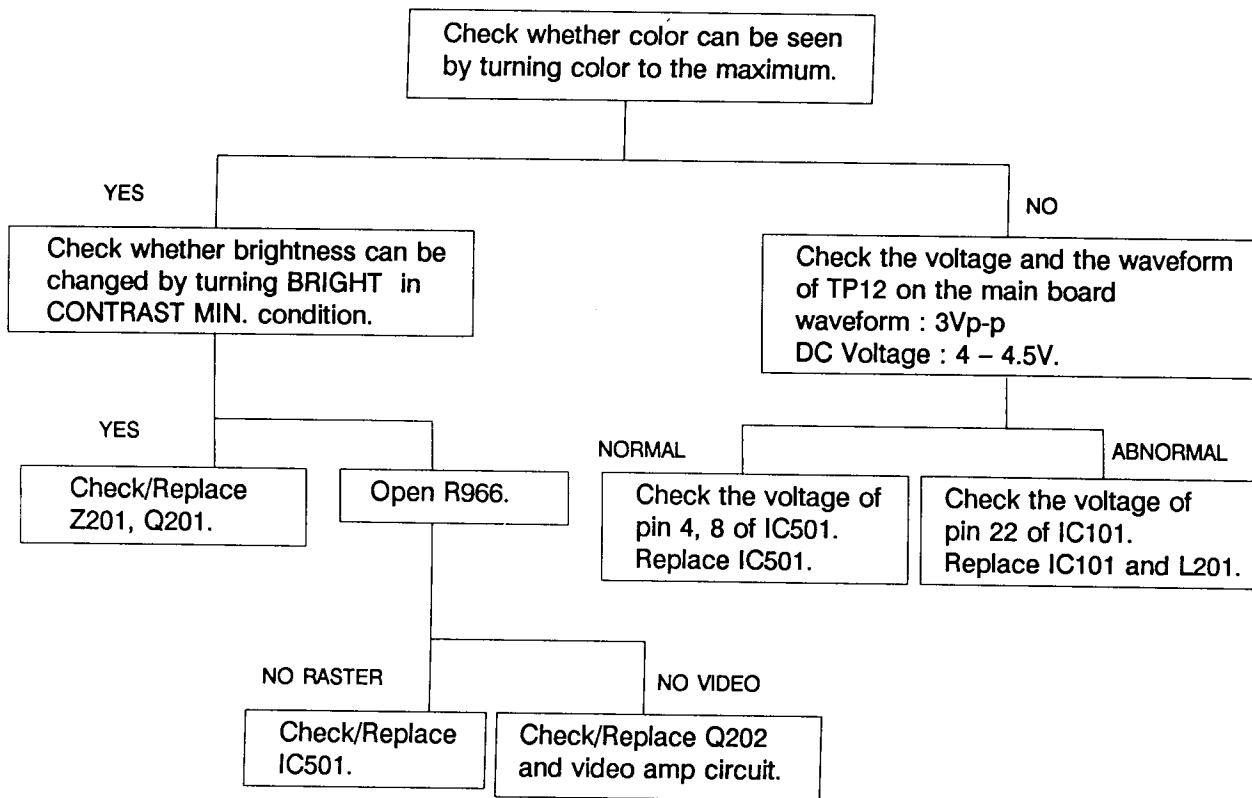 Check whether color can be seen
by turning color to the maximum.
YES
NO
Check whether brightness can be
changed by turning BRIGHT in
CONTRAST MIN. condition.
Check the voltage and the waveform
of TP12 on the main board
waveform : 3Vp-p
DC Voltage : 4 – 4.5V.
YES
NORMAL
ABNORMAL
Check/Replace
Z201, Q201.
Open R966.
Check the voltage of
pin 4, 8 of IC501.
Replace IC501.
Check the voltage of
pin 22 of IC101.
Replace IC101 and L201.
NO RASTER
NO VIDEO
Check/Replace
IC501.
Check/Replace Q202
and video amp circuit.